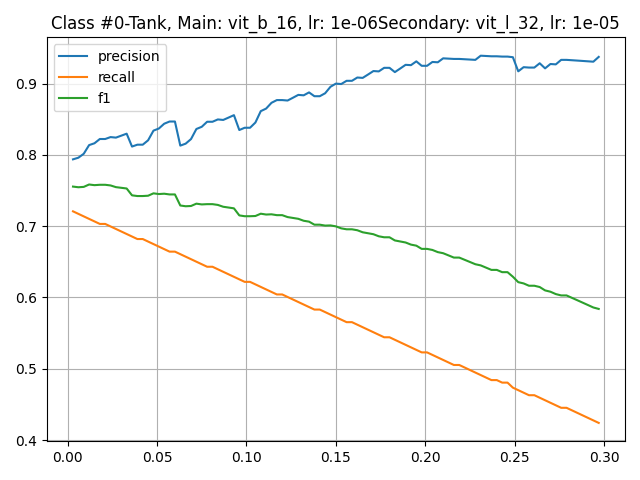 Class #0-Tank, Main: vit_b_16, lr: 1e-06Secondary: vit_l_32, lr: 1e-05
precision
recall
f1
0.9
0.8
0.7
0.6
0.5
0.4
0.00 0.05 0.10 0.15 0.20 0.25 0.30